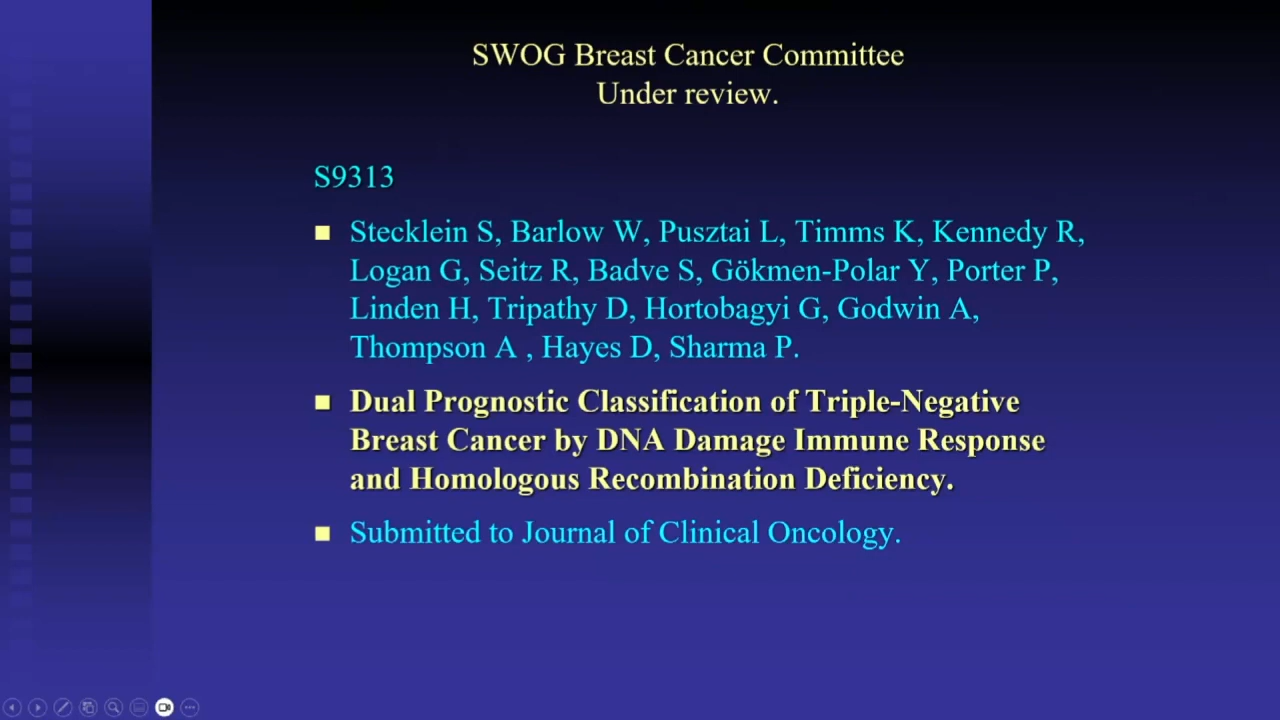 SWOG Breast Cancer Committee
Under review.
S9313
Stecklein S, Barlow W, Pusztai L, Timms K, Kennedy R,
Logan G, Seitz R, Badve S, Gökmen-Polar Y, Porter P,
Linden H, Tripathy D, Hortobagyi G, Godwin A,
Thompson A , Hayes D, Sharma P.
Dual Prognostic Classification of Triple-Negative
Breast Cancer by DNA Damage Immune Response
and Homologous Recombination Deficiency.
Submitted to Journal of Clinical Oncology.